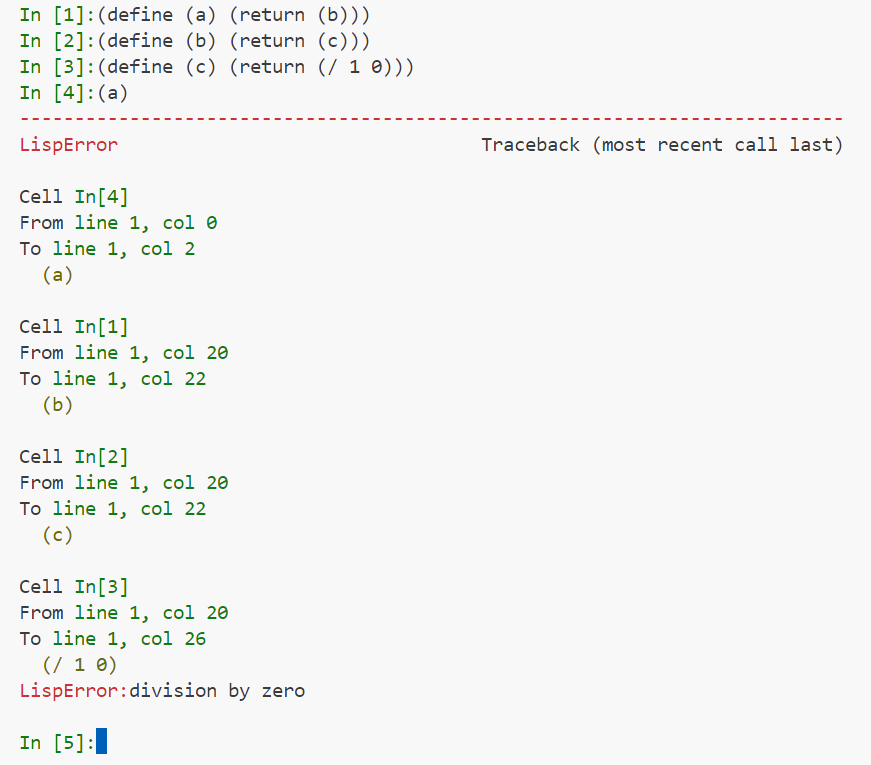 In [1]:(define (a) (return (b)))
In [2]:(define (b) (return (c)))
In [3]:(define (c) (return (/ 1 0)))
In [4]:(a)
---------------------------------------------------------------------------
LispError                                 Traceback (most recent call last)
Cell In[4]
From line 1, col 0
To line 1, col 2
  (a)
Cell In[1]
From line 1, col 20
To line 1, col 22
  (b)
Cell In[2]
From line 1, col 20
To line 1, col 22
  (c)
Cell In[3]
From line 1, col 20
To line 1, col 26
  (/ 1 0)
LispError:division by zero
In [5]: